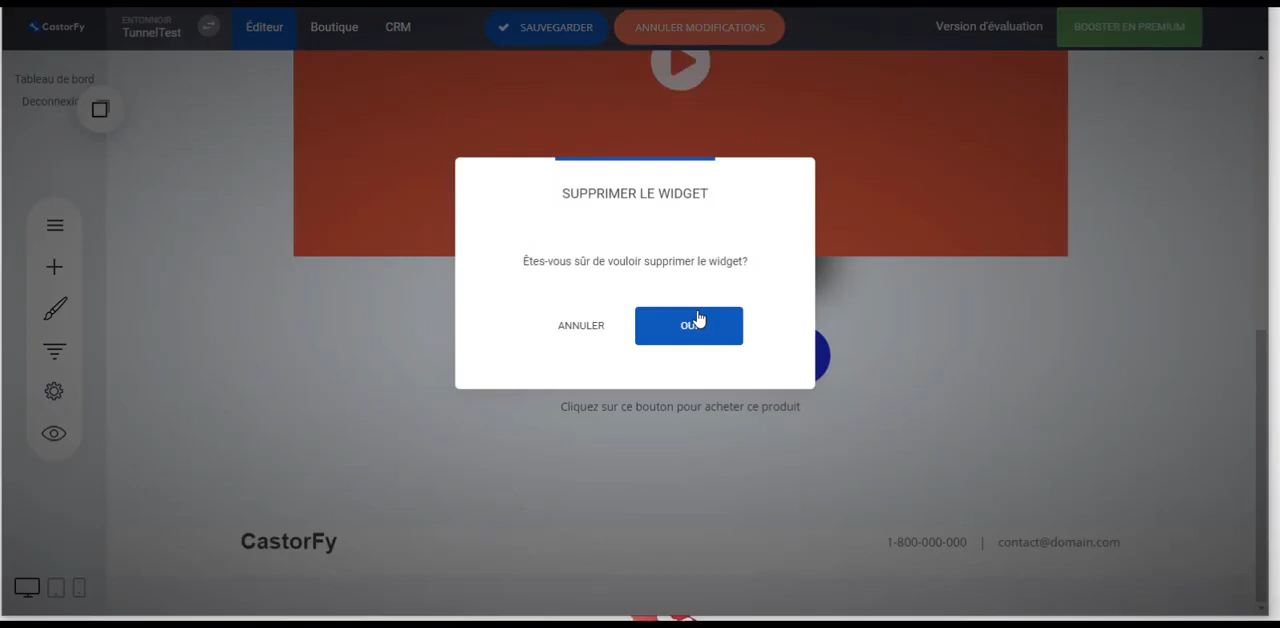 CastorFy
ENTONNOIR
TunnelTest
Éditeur
Boutique
CRM
SAUVEGARDER
ANNULER MODIFICATIONS
Version d'évaluation
BOOSTER EN PREMIUM
Tableau de bord
Deconnexio
SUPPRIMER LE WIDGET
Êtes-vous sûr de vouloir supprimer le widget?
ANNULER
OUI
Cliquez sur ce bouton pour acheter ce produit
CastorFy
1-800-000-000 | contact@domain.com